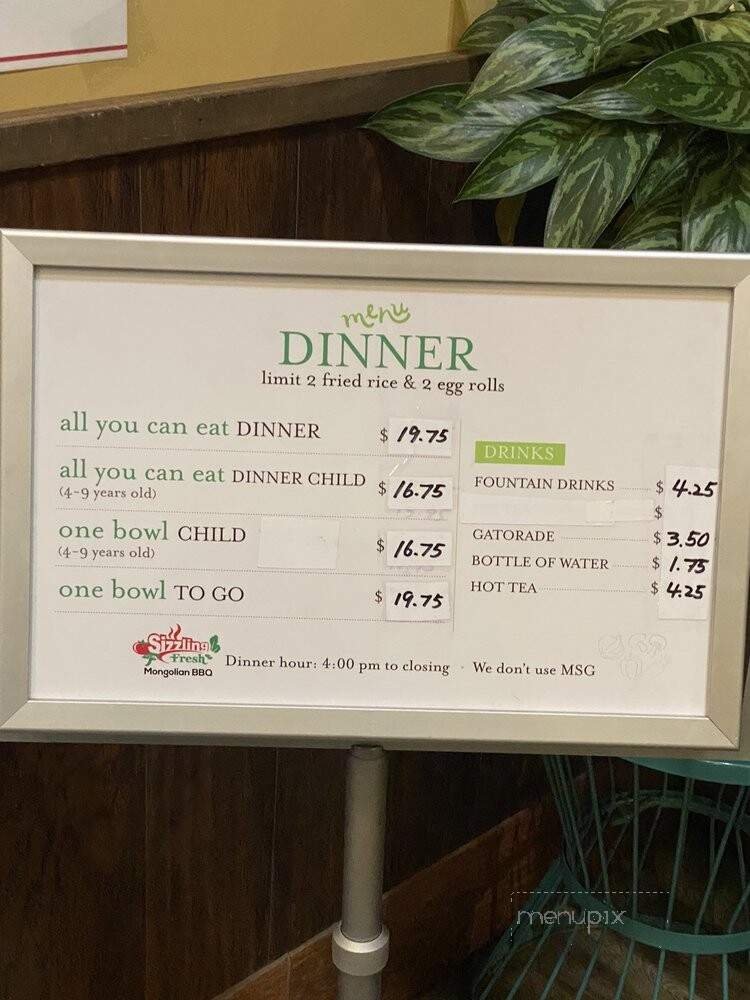 menu
DINNER
limit 2 fried rice & 2 egg rolls
all you can eat DINNER $ 19.75
all you can eat DINNER CHILD $ 16.75
(4-9 years old)
one bowl CHILD $ 16.75
(4-9 years old)
one bowl TO GO $ 19.75
DRINKS
FOUNTAIN DRINKS $ 4.25
$
GATORADE $ 3.50
BOTTLE OF WATER $ 1.75
HOT TEA $ 4.25
Sizzling
Fresh
Mongolian BBQ
Dinner hour: 4:00 pm to closing · We don't use MSG
menupix